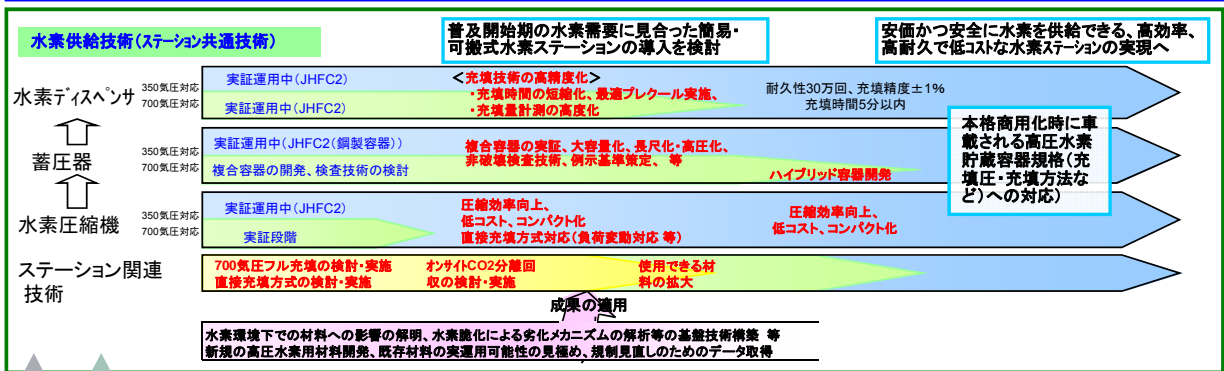 水素供給技術(ステーション共通技術)
普及開始期の水素需要に見合った簡易・
可搬式水素ステーションの導入を検討
安価かつ安全に水素を供給できる、高効率、
高耐久で低コストな水素ステーションの実現へ
水素ディスペンサ
350気圧対応
700気圧対応
実証運用中(JHFC2)
実証運用中(JHFC2)
＜充填技術の高精度化＞
・充填時間の短縮化、最適プレクール実施、
・充填量計測の高度化
耐久性30万回、充填精度±1%
充填時間5分以内
蓄圧器
350気圧対応
700気圧対応
実証運用中(JHFC2(鋼製容器))
複合容器の開発、検査技術の検討
複合容器の実証、大容量化、長尺化・高圧化、
非破壊検査技術、例示基準策定、 等
ハイブリッド容器開発
本格商用化時に車
載される高圧水素
貯蔵容器規格(充
填圧・充填方法な
ど)への対応)
水素圧縮機
350気圧対応
700気圧対応
実証運用中(JHFC2)
実証段階
圧縮効率向上、
低コスト、コンパクト化
直接充填方式対応(負荷変動対応 等)
圧縮効率向上、
低コスト、コンパクト化
ステーション関連
技術
700気圧フル充填の検討・実施
直接充填方式の検討・実施
オンサイトCO2分離回
収の検討・実施
使用できる材
料の拡大
成果の適用
水素環境下での材料への影響の解明、水素脆化による劣化メカニズムの解析等の基盤技術構築 等
新規の高圧水素用材料開発、既存材料の実運用可能性の見極め、規制見直しのためのデータ取得